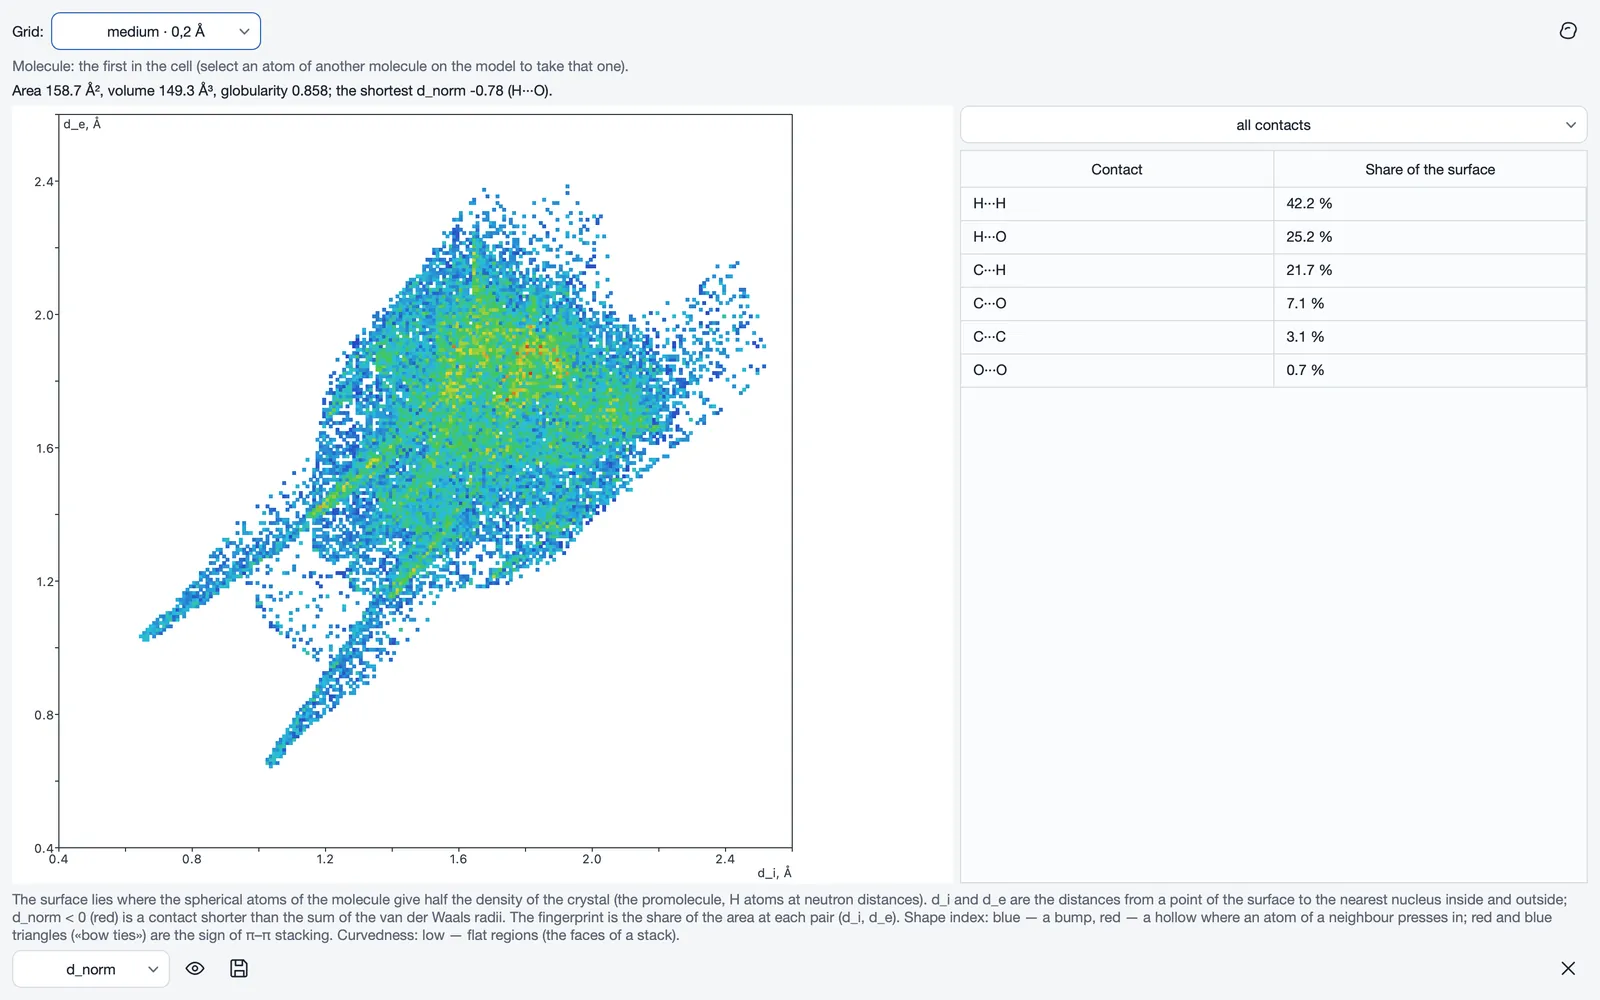 Grid: medium · 0,2 Å
Molecule: the first in the cell (select an atom of another molecule on the model to take that one).
Area 158.7 Å², volume 149.3 Å³, globularity 0.858; the shortest d_norm -0.78 (H···O).
d_e, Å
2.4
2.0
1.6
1.2
0.8
0.4
0.4 0.8 1.2 1.6 2.0 2.4
d_i, Å
all contacts
Contact Share of the surface
H···H 42.2 %
H···O 25.2 %
C···H 21.7 %
C···O 7.1 %
C···C 3.1 %
O···O 0.7 %
The surface lies where the spherical atoms of the molecule give half the density of the crystal (the promolecule, H atoms at neutron distances). d_i and d_e are the distances from a point of the surface to the nearest nucleus inside and outside;
d_norm < 0 (red) is a contact shorter than the sum of the van der Waals radii. The fingerprint is the share of the area at each pair (d_i, d_e). Shape index: blue — a bump, red — a hollow where an atom of a neighbour presses in; red and blue
triangles («bow ties») are the sign of π–π stacking. Curvedness: low — flat regions (the faces of a stack).
d_norm